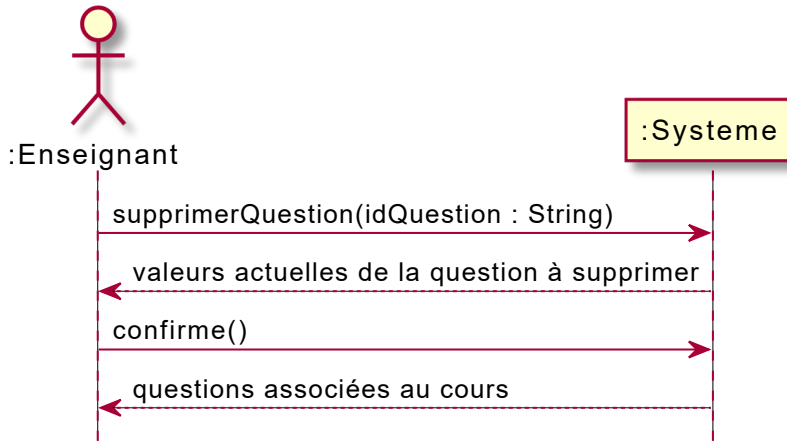 :Enseignant
:Systeme
supprimerQuestion(idQuestion : String)
valeurs actuelles de la question à supprimer
confirme()
questions associées au cours